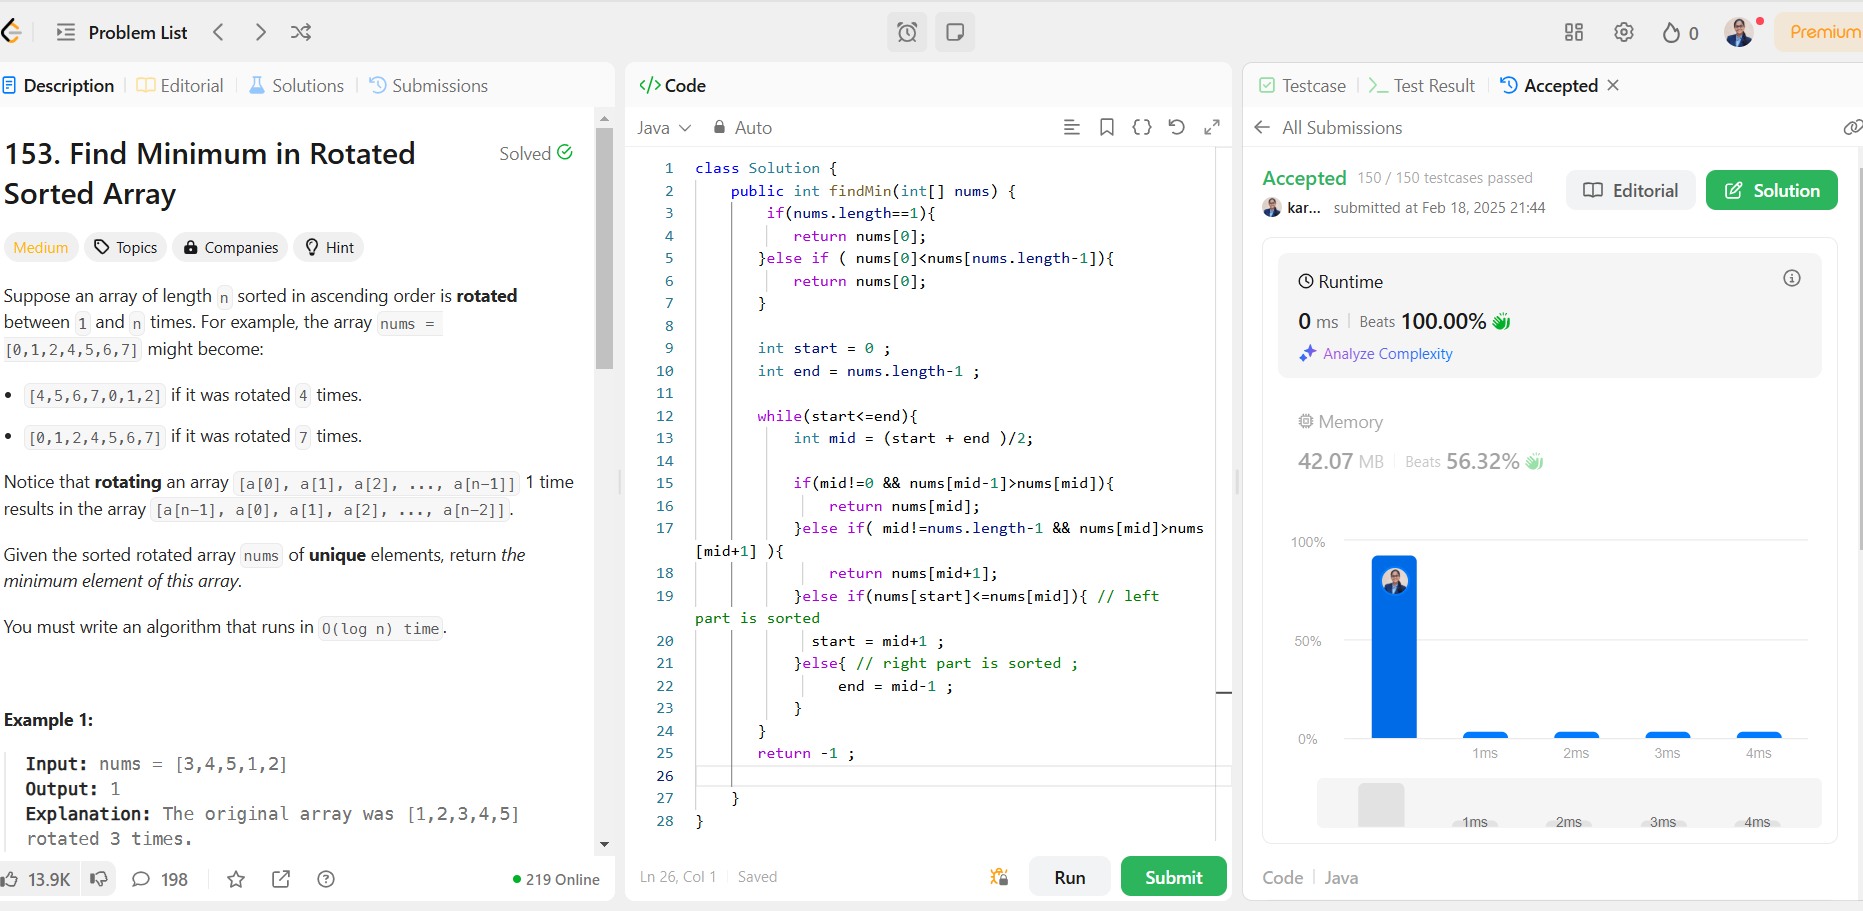 Problem List
0
Premium
Description
Editorial
Solutions
Submissions
153. Find Minimum in Rotated
Sorted Array
Solved
Medium
Topics
Companies
Hint
Suppose an array of length n sorted in ascending order is rotated
between 1 and n times. For example, the array nums =
[0,1,2,4,5,6,7] might become:
• [4,5,6,7,0,1,2] if it was rotated 4 times.
• [0,1,2,4,5,6,7] if it was rotated 7 times.
Notice that rotating an array [a[0], a[1], a[2], ..., a[n-1]] 1 time
results in the array [a[n-1], a[0], a[1], a[2], ..., a[n-2]].
Given the sorted rotated array nums of unique elements, return the
minimum element of this array.
You must write an algorithm that runs in O(log n) time.
Example 1:
Input: nums = [3,4,5,1,2]
Output: 1
Explanation: The original array was [1,2,3,4,5]
rotated 3 times.
13.9K
198
219 Online
</> Code
Java
Auto
1 class Solution {
2 public int findMin(int[] nums) {
3 if(nums.length==1){
4 return nums[0];
5 }else if ( nums[0]<nums[nums.length-1]){
6 return nums[0];
7 }
8
9 int start = 0 ;
10 int end = nums.length-1 ;
11
12 while(start<=end){
13 int mid = (start + end )/2;
14
15 if(mid!=0 && nums[mid-1]>nums[mid]){
16 return nums[mid];
17 }else if( mid!=nums.length-1 && nums[mid]>nums
[mid+1] ){
18 return nums[mid+1];
19 }else if(nums[start]<=nums[mid]){ // left
part is sorted
20 start = mid+1 ;
21 }else{ // right part is sorted ;
22 end = mid-1 ;
23 }
24 }
25 return -1 ;
26
27 }
28 }
Ln 26, Col 1
Saved
Run
Submit
Testcase
Test Result
Accepted
All Submissions
Accepted 150 / 150 testcases passed
kar... submitted at Feb 18, 2025 21:44
Editorial
Solution
Runtime
0 ms
Beats 100.00%
Analyze Complexity
Memory
42.07 MB
Beats 56.32%
100%
50%
0%
1ms 2ms 3ms 4ms
1ms 2ms 3ms 4ms
Code
Java